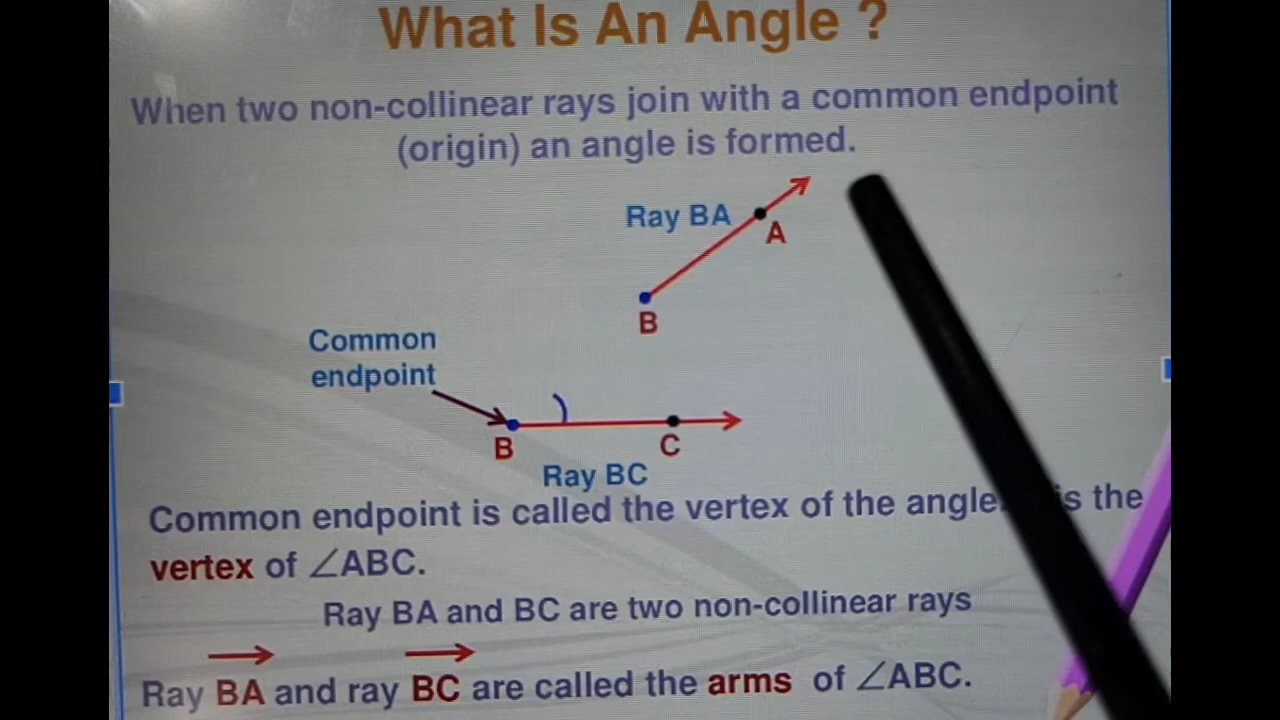 What Is An Angle ?
When two non-collinear rays join with a common endpoint
(origin) an angle is formed.
Ray BA
A
B
Common
endpoint
B
C
Ray BC
Common endpoint is called the vertex of the angle. is the
vertex of ∠ABC.
Ray BA and BC are two non-collinear rays
Ray BA and ray BC are called the arms of ∠ABC.